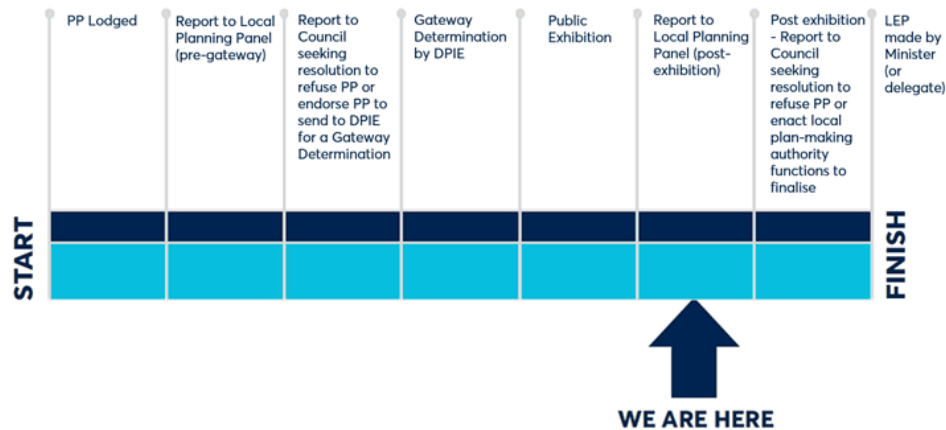 PP Lodged
Report to Local
Planning Panel
(pre-gateway)
Report to
Council
seeking
resolution to
refuse PP or
endorse PP to
send to DPIE
for a Gateway
Determination
Gateway
Determination
by DPIE
Public
Exhibition
Report to
Local Planning
Panel (post-
exhibition)
Post exhibition
- Report to
Council
seeking
resolution to
refuse PP or
enact local
plan-making
authority
functions to
finalise
LEP
made by
Minister
(or
delegate)
START
FINISH
WE ARE HERE